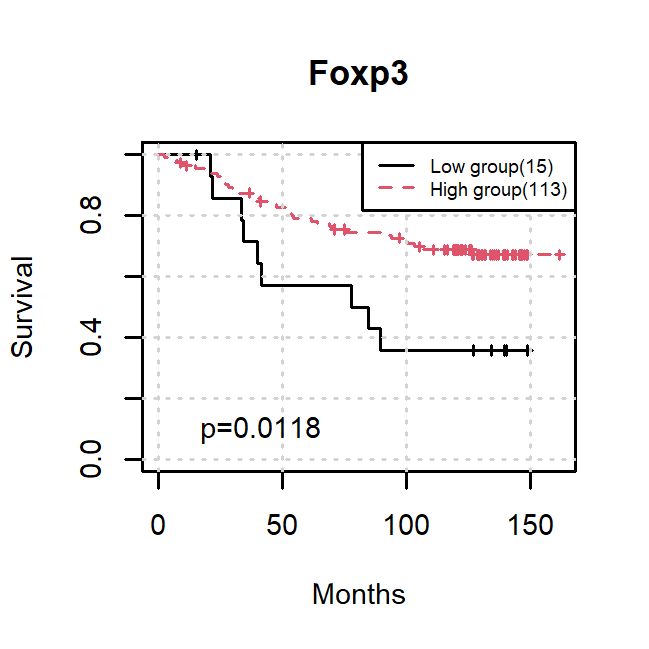 Foxp3
Low group(15)
High group(113)
Survival
0.8
0.4
0.0
p=0.0118
0 50 100 150
Months